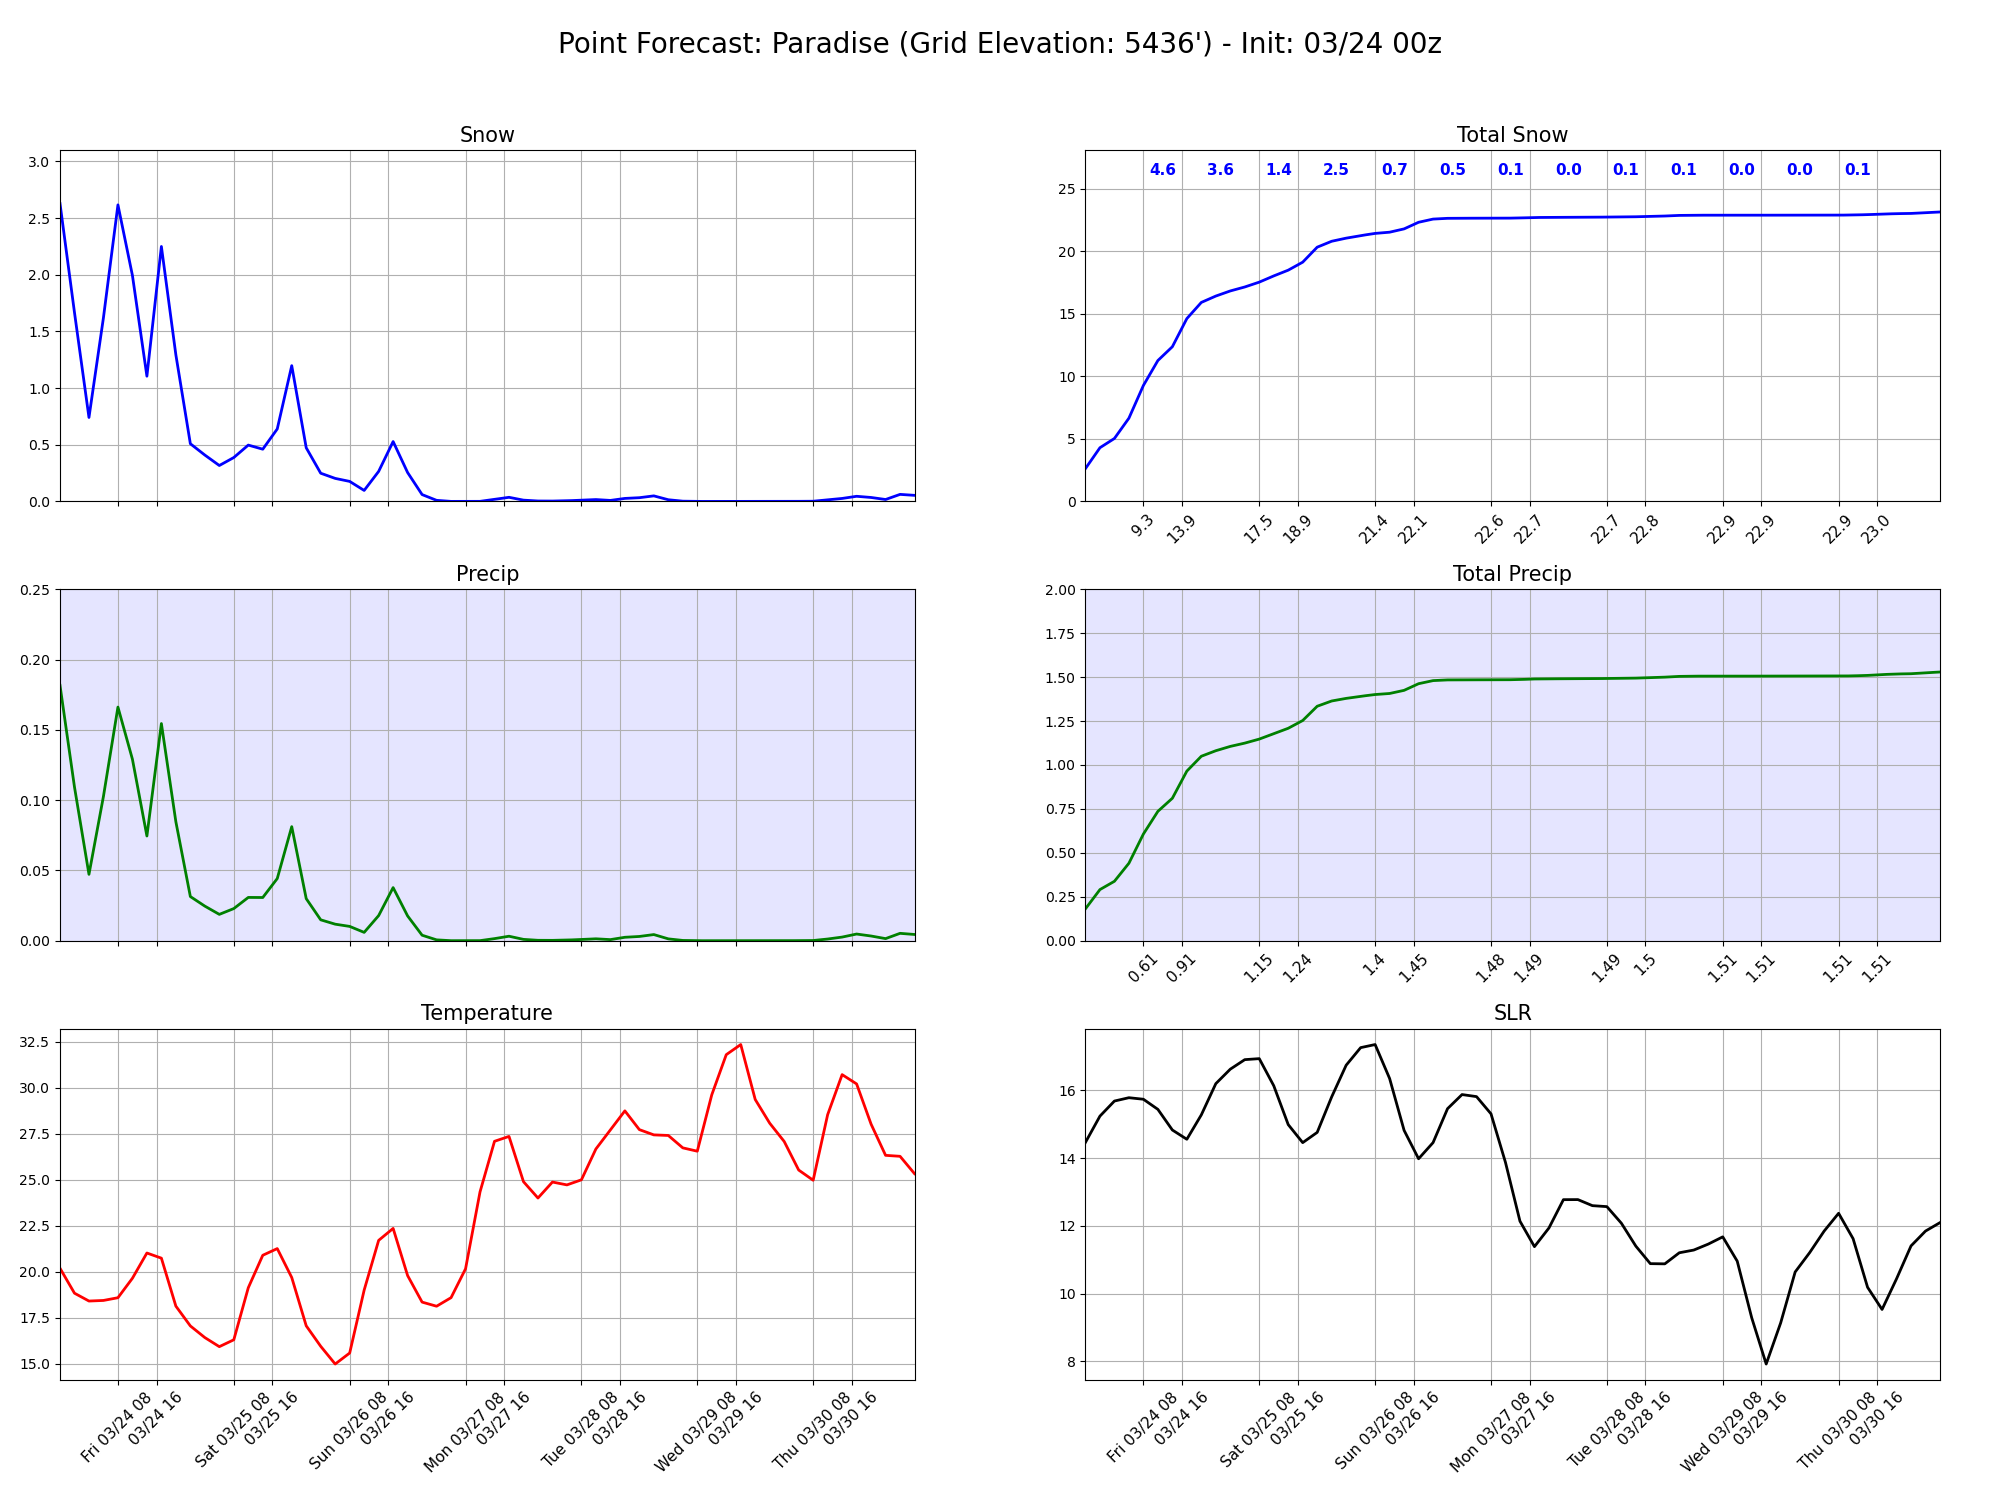 Point Forecast: Paradise (Grid Elevation: 5436') - Init: 03/24 00z
Snow
3.0
2.5
2.0
1.5
1.0
0.5
0.0
Total Snow
4.6 3.6 1.4 2.5 0.7 0.5 0.1 0.0 0.1 0.1 0.0 0.0 0.1
25
20
15
10
5
0
9.3 13.9 17.5 18.9 21.4 22.1 22.6 22.7 22.7 22.8 22.9 22.9 22.9 23.0
Precip
0.25
0.20
0.15
0.10
0.05
0.00
Total Precip
2.00
1.75
1.50
1.25
1.00
0.75
0.50
0.25
0.00
0.61 0.91 1.15 1.24 1.4 1.45 1.48 1.49 1.49 1.5 1.51 1.51 1.51 1.51
Temperature
32.5
30.0
27.5
25.0
22.5
20.0
17.5
15.0
Fri 03/24 08
03/24 16
Sat 03/25 08
03/25 16
Sun 03/26 08
03/26 16
Mon 03/27 08
03/27 16
Tue 03/28 08
03/28 16
Wed 03/29 08
03/29 16
Thu 03/30 08
03/30 16
SLR
16
14
12
10
8
Fri 03/24 08
03/24 16
Sat 03/25 08
03/25 16
Sun 03/26 08
03/26 16
Mon 03/27 08
03/27 16
Tue 03/28 08
03/28 16
Wed 03/29 08
03/29 16
Thu 03/30 08
03/30 16